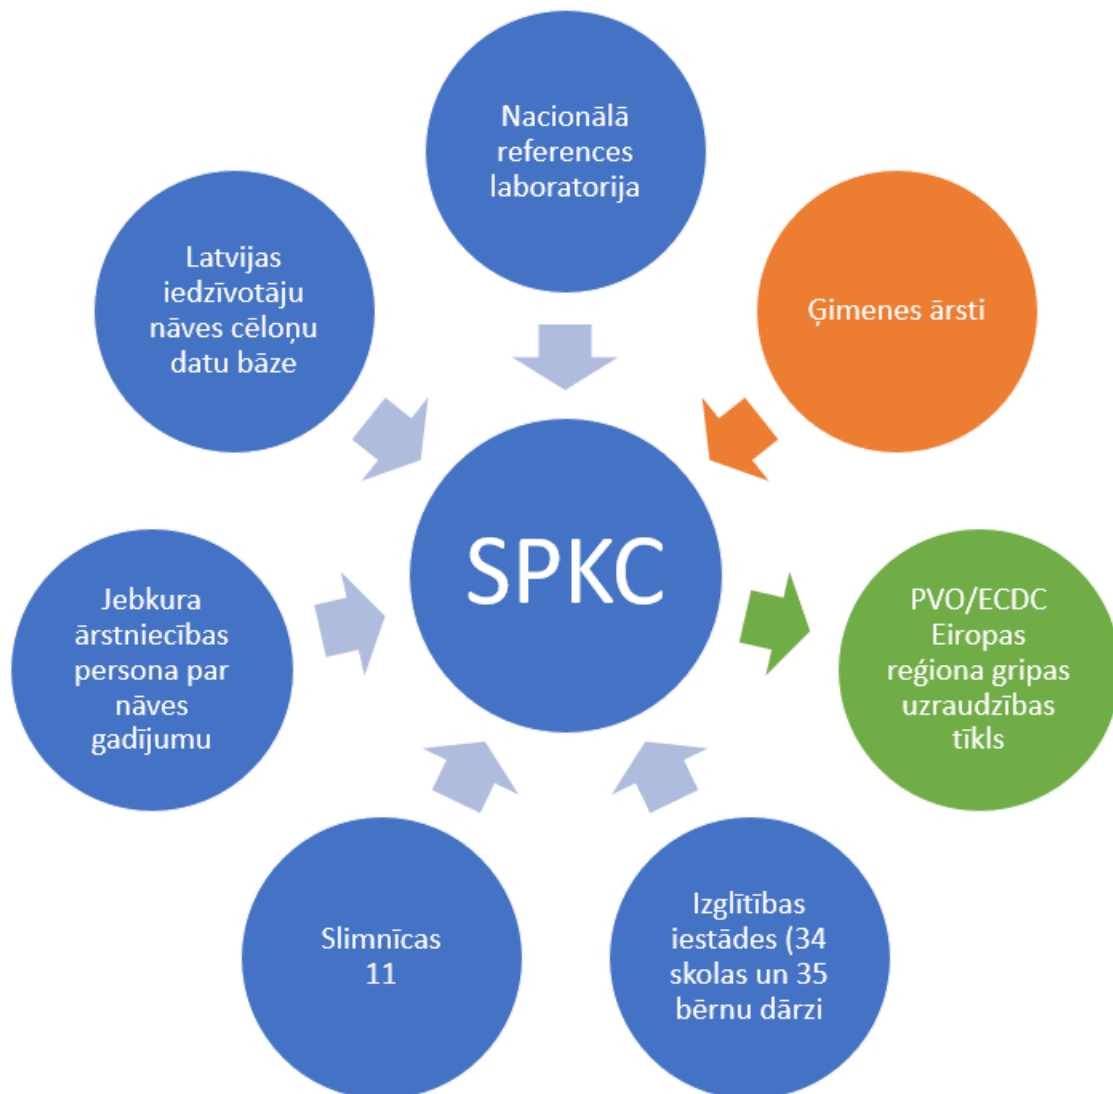 Nacionālā
references
laboratorija
Ģimenes ārsti
PVO/ECDC
Eiropas
reģiona gripas
uzraudzības
tīkls
Izglītības
iestādes (34
skolas un 35
bērnu dārzi
Slimnīcas
11
Jebkura
ārstniecības
persona par
nāves
gadījumu
Latvijas
iedzīvotāju
nāves cēloņu
datu bāze
SPKC